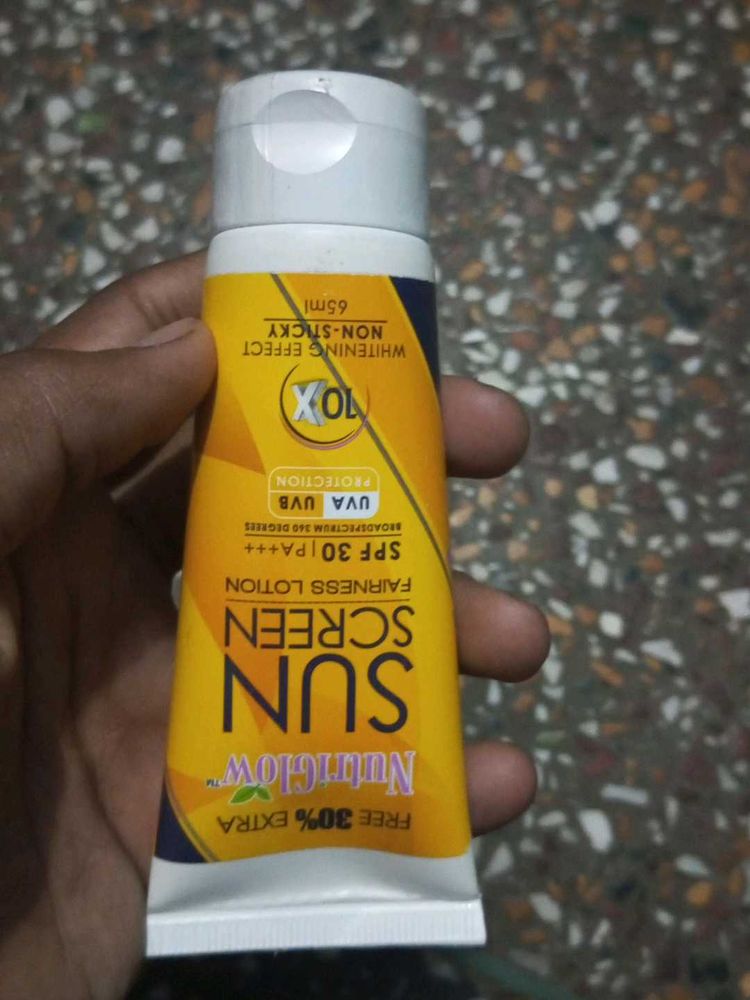 FREE 30% EXTRA
NutriGlow™
SUN
SCREEN
FAIRNESS LOTION
SPF 30 | PA+++
BROADSPECTRUM 360 DEGREES
UVA UVB
PROTECTION
10X
WHITENING EFFECT
NON-STICKY
65ml